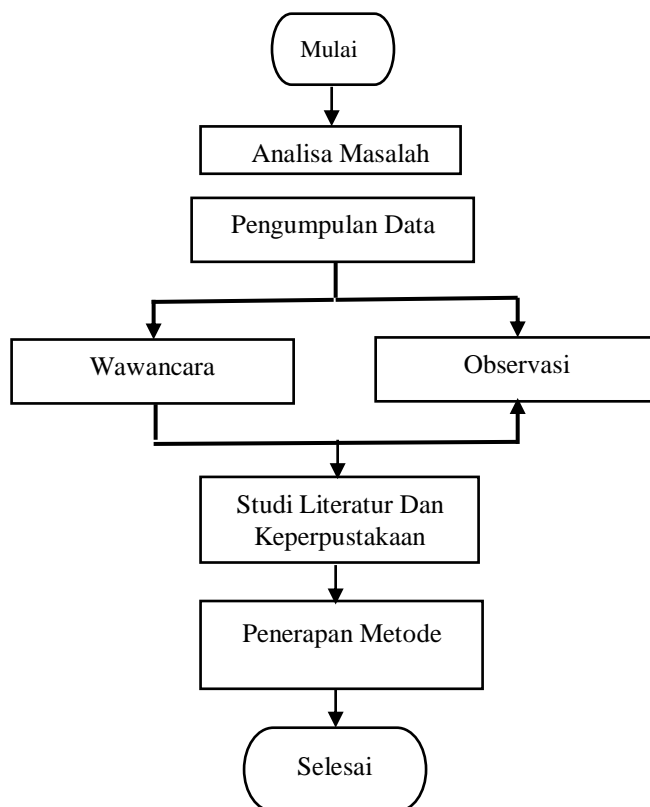 Mulai
Analisa Masalah
Pengumpulan Data
Wawancara
Observasi
Studi Literatur Dan
Keperpustakaan
Penerapan Metode
Selesai